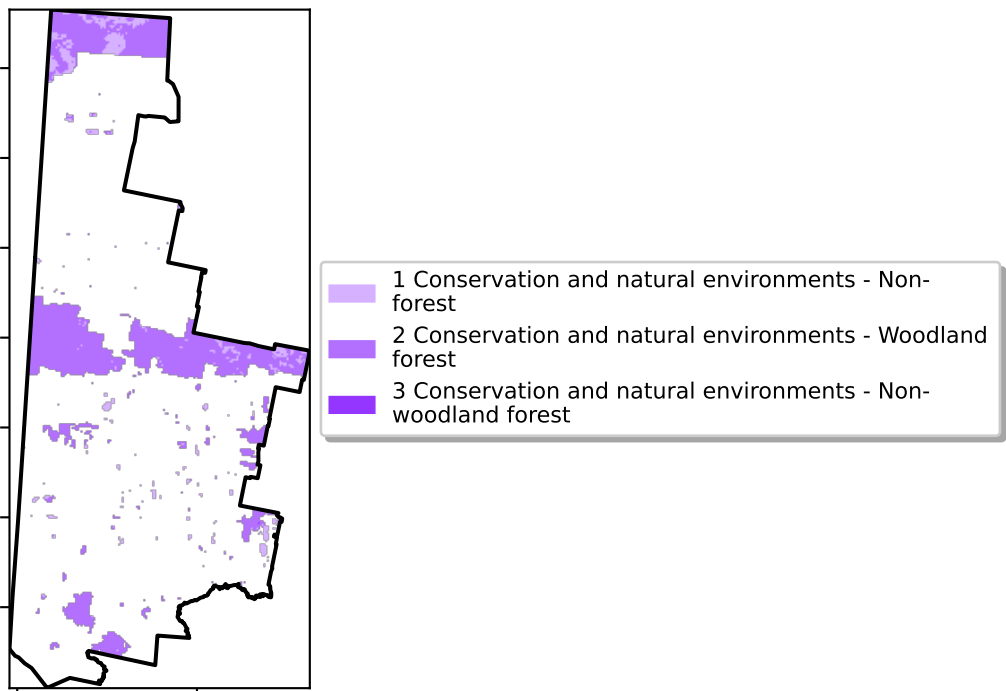 1 Conservation and natural environments - Non-
forest
2 Conservation and natural environments - Woodland
forest
3 Conservation and natural environments - Non-
woodland forest